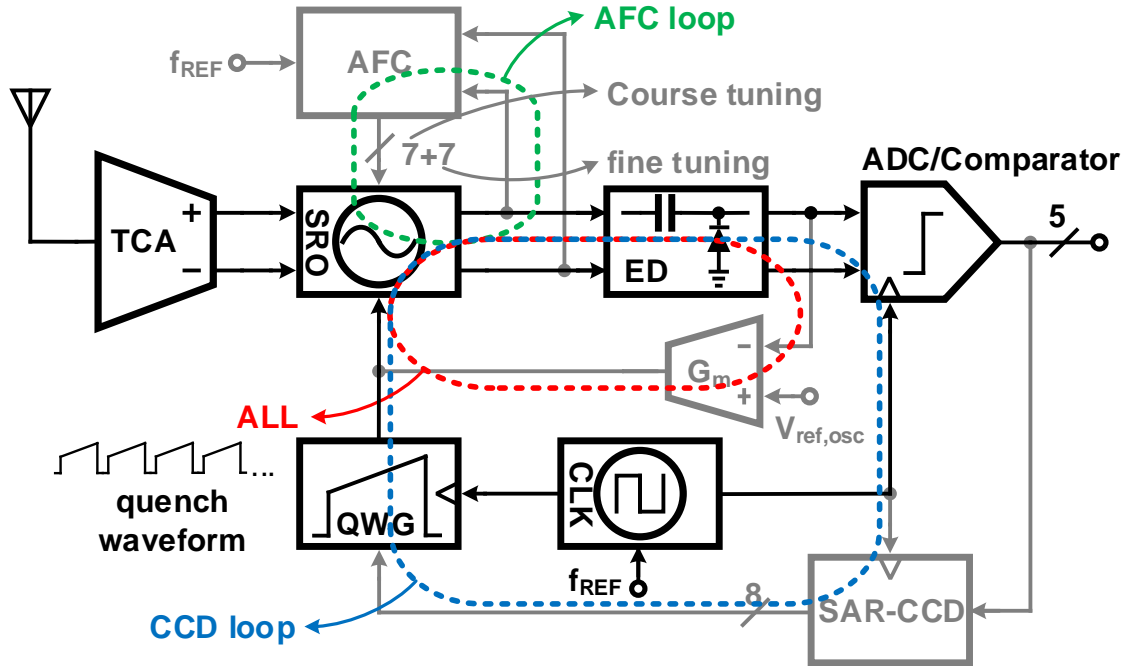 AFC loop
AFC
fREF
Course tuning
7+7
fine tuning
ADC/Comparator
TCA
+
−
SRO
ED
5
Gm
−
+
Vref,osc
ALL
quench
waveform
...
QWG
CLK
fREF
8
SAR-CCD
CCD loop